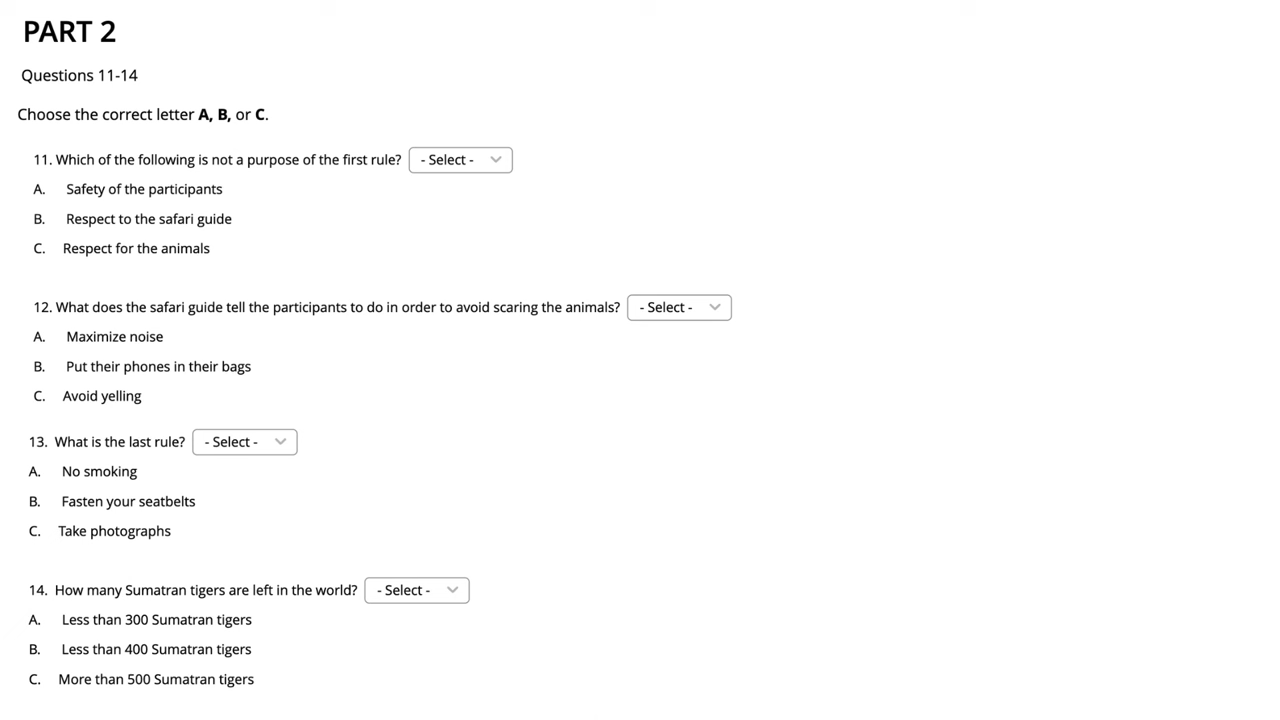 PART 2
Questions 11-14
Choose the correct letter A, B, or C.
11. Which of the following is not a purpose of the first rule? - Select -
A. Safety of the participants
B. Respect to the safari guide
C. Respect for the animals
12. What does the safari guide tell the participants to do in order to avoid scaring the animals? - Select -
A. Maximize noise
B. Put their phones in their bags
C. Avoid yelling
13. What is the last rule? - Select -
A. No smoking
B. Fasten your seatbelts
C. Take photographs
14. How many Sumatran tigers are left in the world? - Select -
A. Less than 300 Sumatran tigers
B. Less than 400 Sumatran tigers
C. More than 500 Sumatran tigers